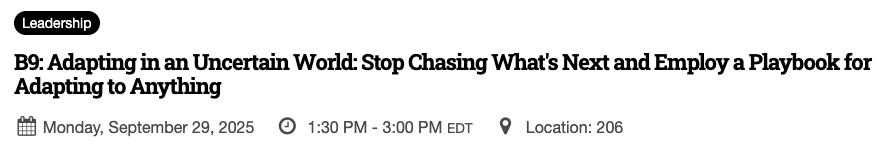 Leadership
B9: Adapting in an Uncertain World: Stop Chasing What's Next and Employ a Playbook for
Adapting to Anything
Monday, September 29, 2025 1:30 PM - 3:00 PM EDT Location: 206